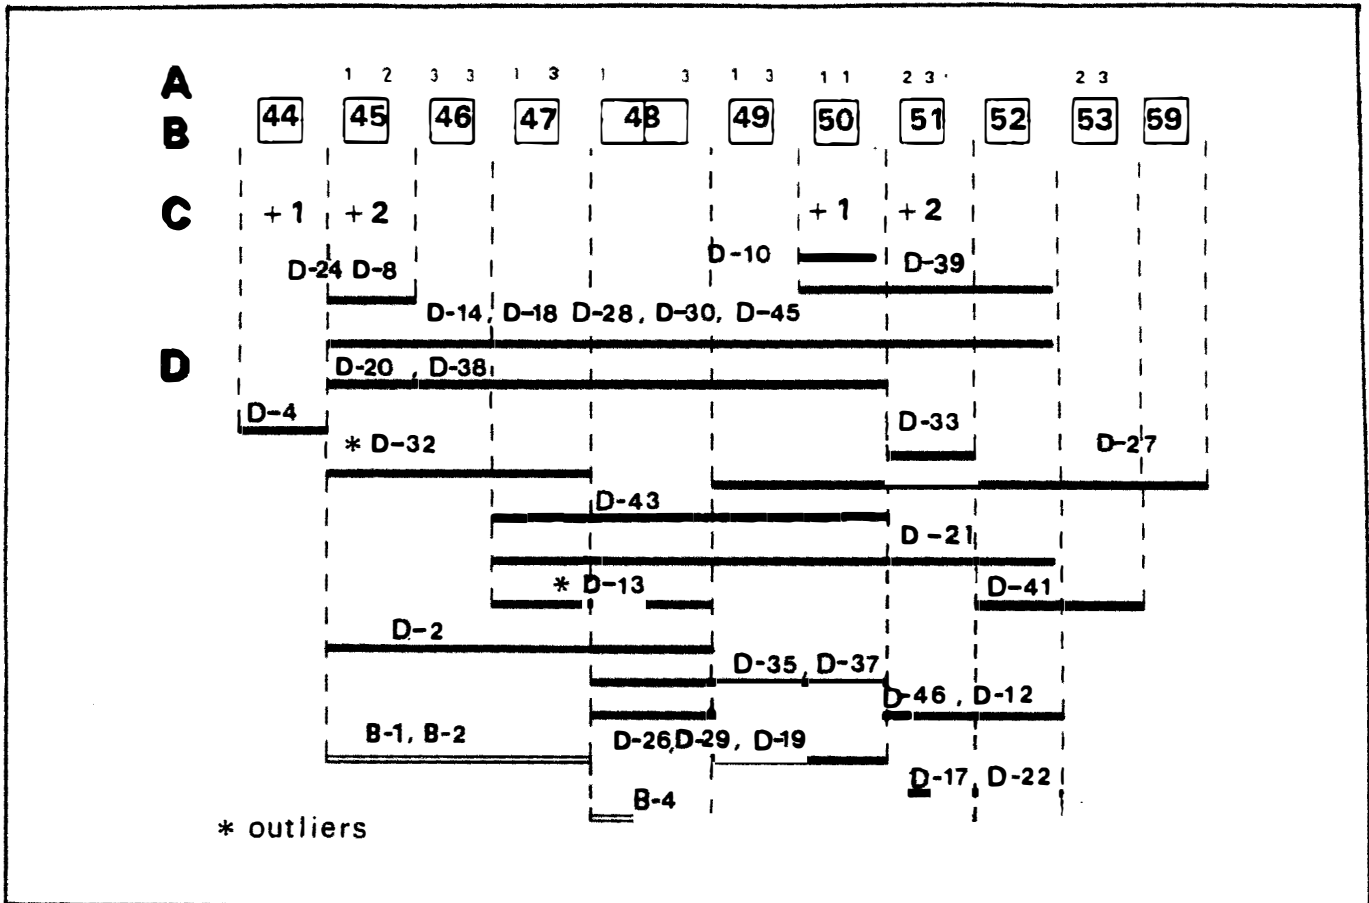 A 1 2 3 3 1 3 1 3 1 3 1 1 2 3 2 3
B 44 45 46 47 48 49 50 51 52 53 59
C +1 +2 +1 +2
D-10 D-39
D-24 D-8
D-14, D-18 D-28, D-30, D-45
D D-20, D-38
D-4 D-33
* D-32 D-27
D-43
D-21
* D-13 D-41
D-2
D-35, D-37
D-46, D-12
B-1, B-2 D-26, D-29, D-19
D-17 D-22
B-4
* outliers